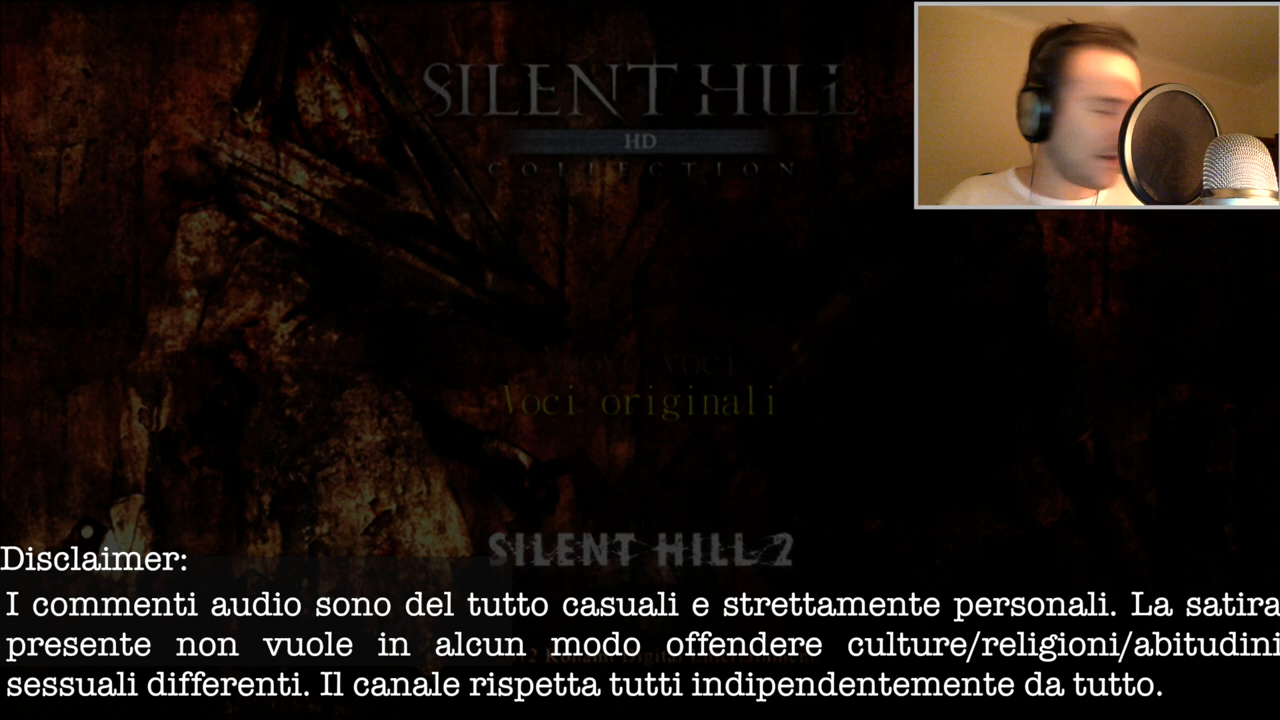 SILENT HILL
HD
COLLECTION
Nuove voci
Voci originali
SILENT HILL 2
Disclaimer:
I commenti audio sono del tutto casuali e strettamente personali. La satira
presente non vuole in alcun modo offendere culture/religioni/abitudini
sessuali differenti. Il canale rispetta tutti indipendentemente da tutto.